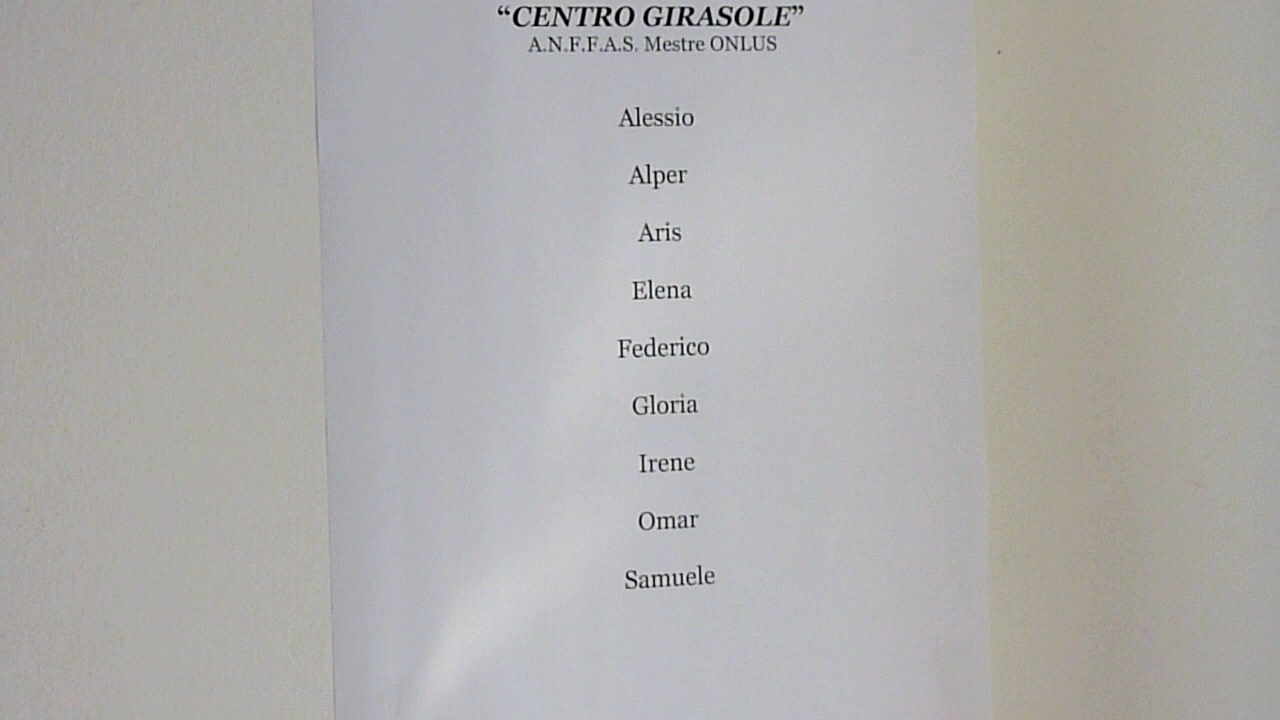 “CENTRO GIRASOLE”
A.N.F.F.A.S. Mestre ONLUS
Alessio
Alper
Aris
Elena
Federico
Gloria
Irene
Omar
Samuele